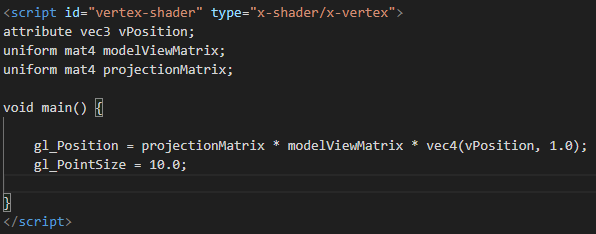 <script id="vertex-shader" type="x-shader/x-vertex">
attribute vec3 vPosition;
uniform mat4 modelViewMatrix;
uniform mat4 projectionMatrix;
void main() {
gl_Position = projectionMatrix * modelViewMatrix * vec4(vPosition, 1.0);
gl_PointSize = 10.0;
}
</script>